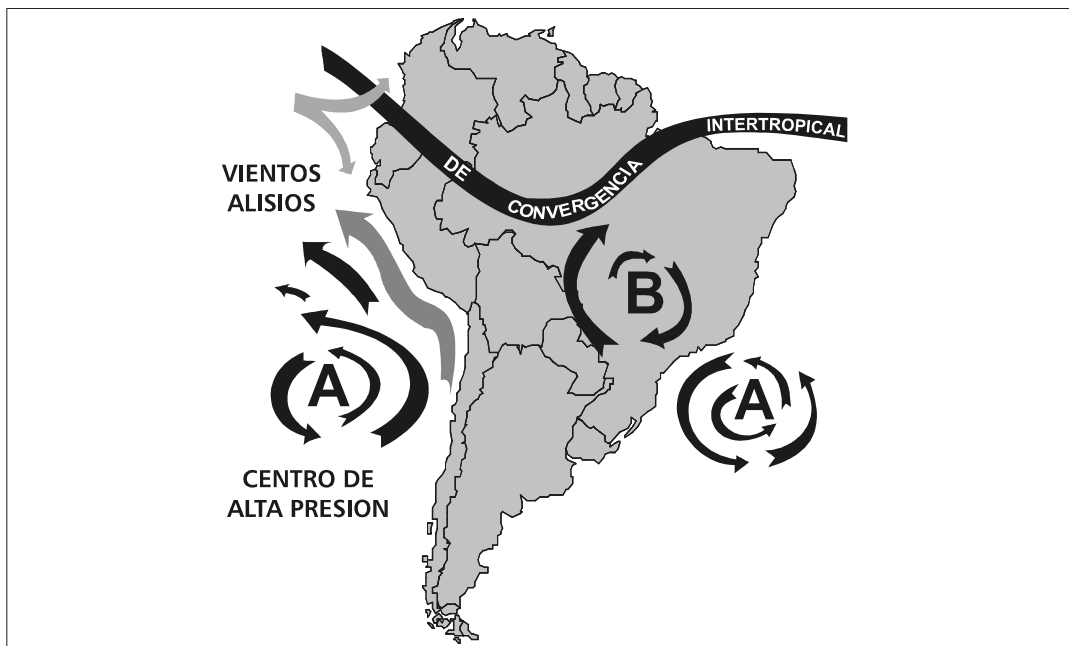 DE CONVERGENCIA INTERTROPICAL
VIENTOS
ALISIOS
B
A
A
CENTRO DE
ALTA PRESION